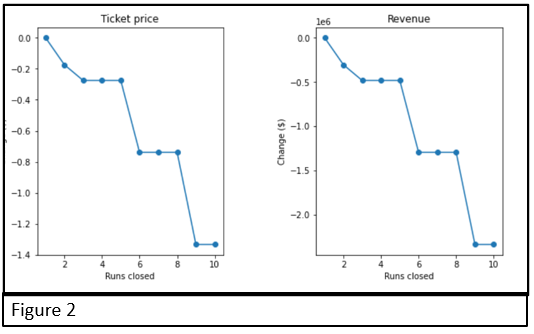 Ticket price
0.0
−0.2
−0.4
−0.6
−0.8
−1.0
−1.2
−1.4
2 4 6 8 10
Runs closed
1e6
Revenue
Change ($)
0.0
−0.5
−1.0
−1.5
−2.0
2 4 6 8 10
Runs closed
Figure 2